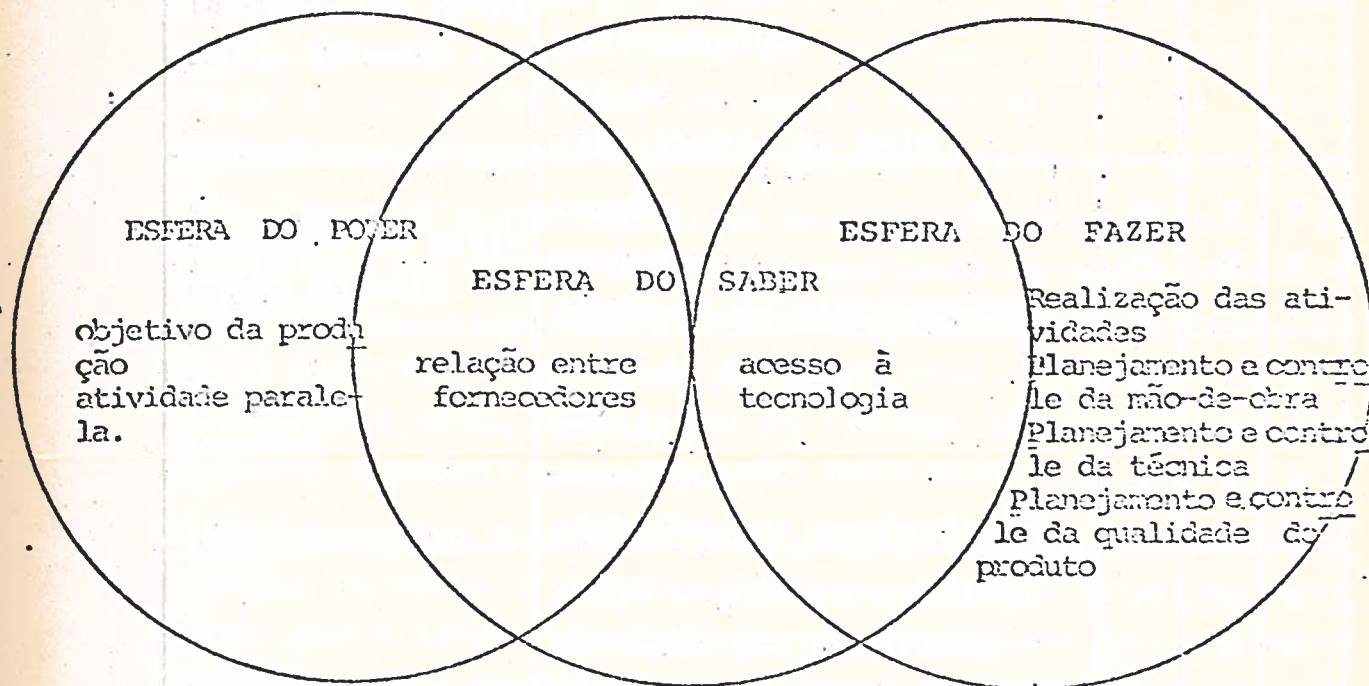 ESFERA DO PODER
objetivo da produ
ção
atividade parale-
la.
ESFERA DO SABER
relação entre
fornecedores
acesso à
tecnologia
ESFERA DO FAZER
Realização das ati-
vidades
Planejamento e contro
le da mão-de-obra
Planejamento e contro
le da técnica
Planejamento e contro
le da qualidade do
produto